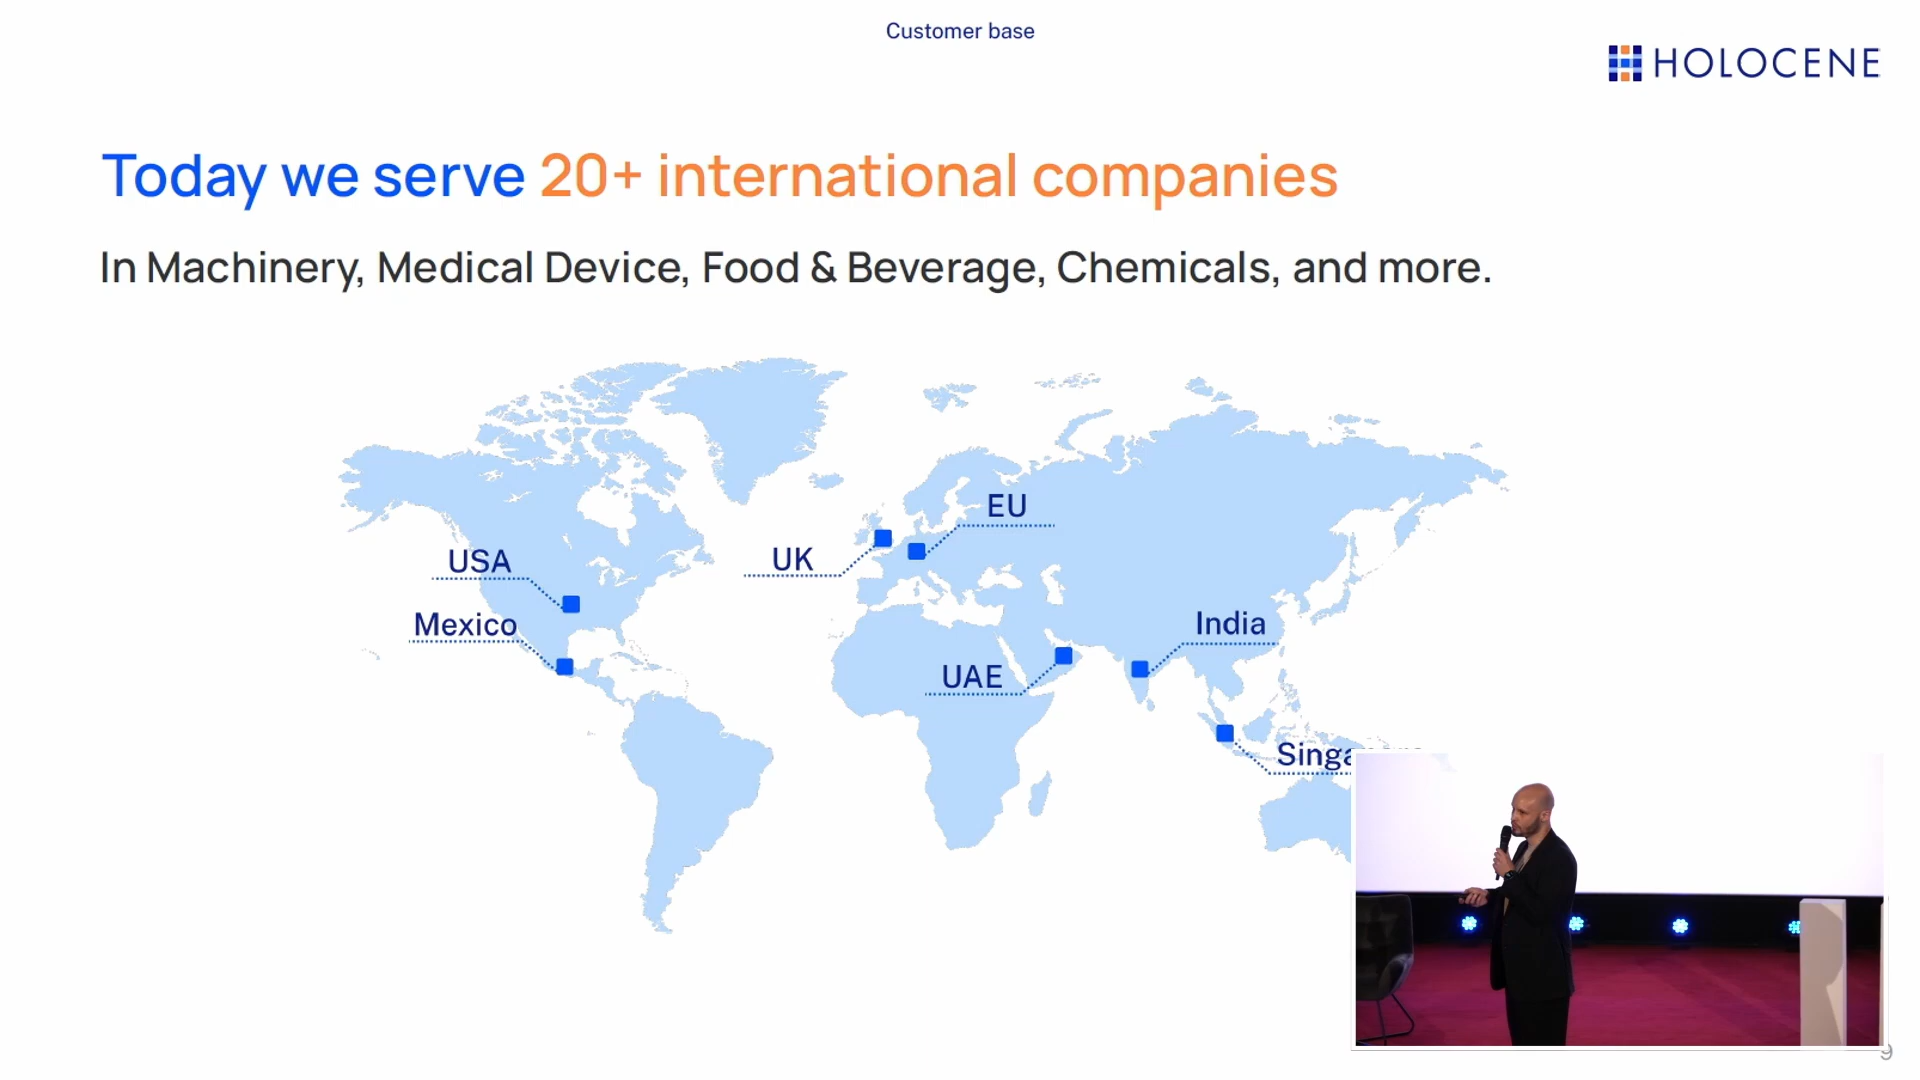 Customer base
HOLOCENE
Today we serve 20+ international companies
In Machinery, Medical Device, Food & Beverage, Chemicals, and more.
EU
UK
USA
Mexico
India
UAE
9